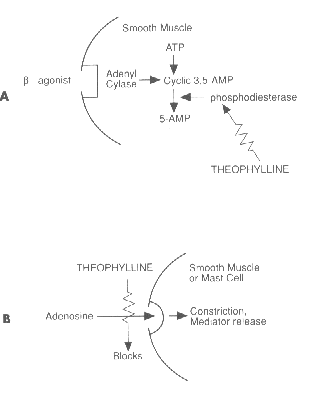 Smooth Muscle
ATP
β agonist
Adenyl
Cylase
Cyclic 3,5 AMP
A
phosphodiesterase
5-AMP
THEOPHYLLINE
THEOPHYLLINE
Smooth Muscle
or Mast Cell
B
Adenosine
Constriction,
Mediator release
Blocks